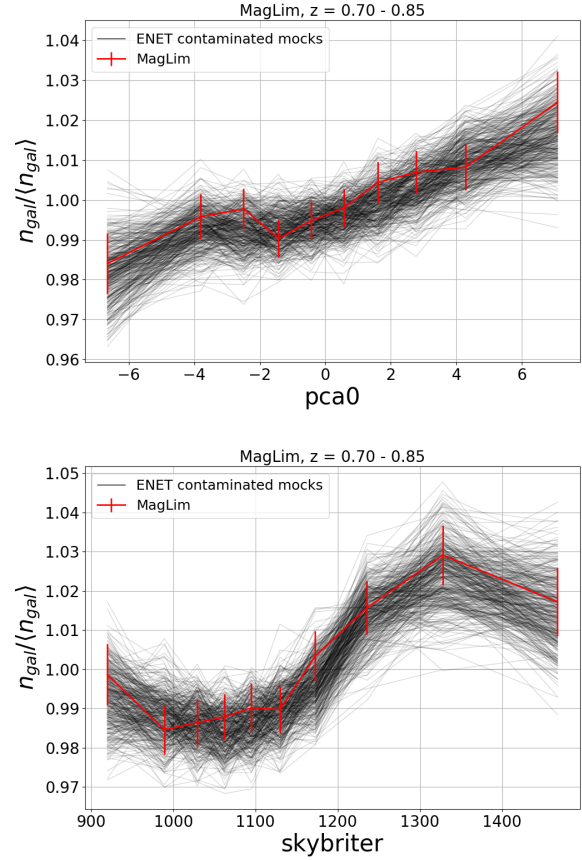 MagLim, z = 0.70 - 0.85
1.04
1.03
1.02
1.01
1.00
0.99
0.98
0.97
0.96
n_gal/⟨n_gal⟩
ENET contaminated mocks
MagLim
−6 −4 −2 0 2 4 6
pca0
MagLim, z = 0.70 - 0.85
1.05
1.04
1.03
1.02
1.01
1.00
0.99
0.98
0.97
n_gal/⟨n_gal⟩
ENET contaminated mocks
MagLim
900 1000 1100 1200 1300 1400
skybriter